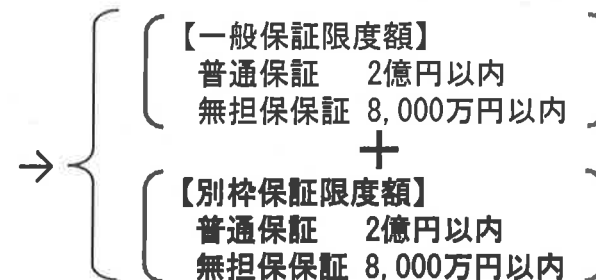 【一般保証限度額】
普通保証　2億円以内
無担保保証 8,000万円以内
＋
【別枠保証限度額】
普通保証　2億円以内
無担保保証 8,000万円以内